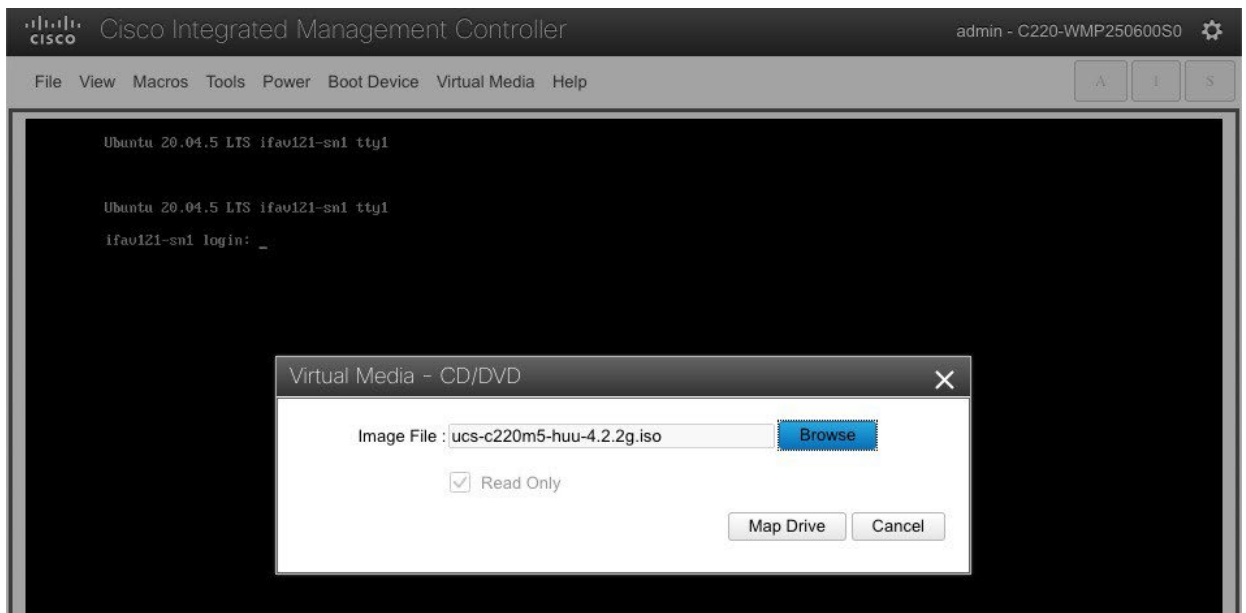 CISCO Cisco Integrated Management Controller admin - C220-WMP250600S0
File View Macros Tools Power Boot Device Virtual Media Help A 1 S
Ubuntu 20.04.5 LTS ifav121-sn1 tty1
Ubuntu 20.04.5 LTS ifav121-sn1 tty1
ifav121-sn1 login: _
Virtual Media - CD/DVD
Image File : ucs-c220m5-huu-4.2.2g.iso Browse
Read Only
Map Drive Cancel